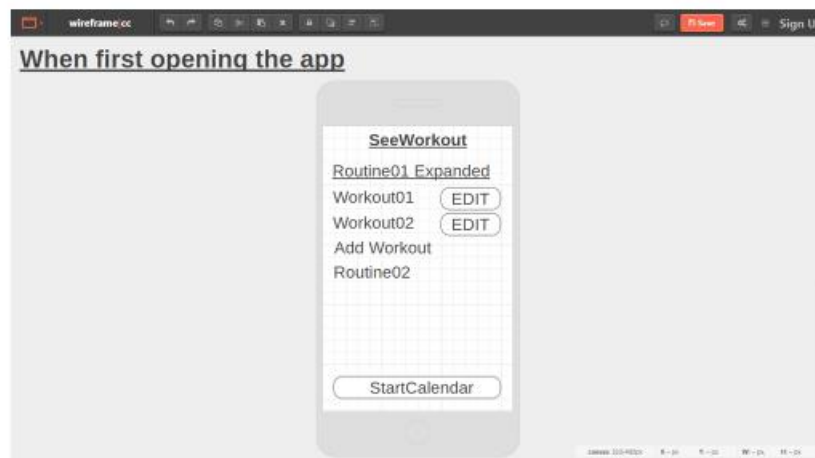 wireframe|cc
Save
Sign U
When first opening the app
SeeWorkout
Routine01 Expanded
Workout01 EDIT
Workout02 EDIT
Add Workout
Routine02
StartCalendar